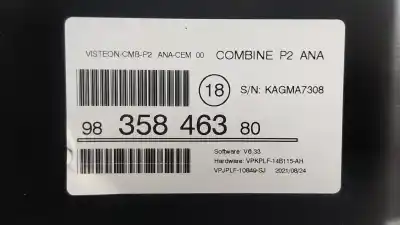 VISTEON-CMB-P2 ANA-CEM 00 COMBINE P2 ANA
18 S/N: KAGMA7308
98 358 463 80
Software: V6.33
Hardware: VPKPLF-14B115-AH
VPJPLF-10849-SJ 2021/08/24